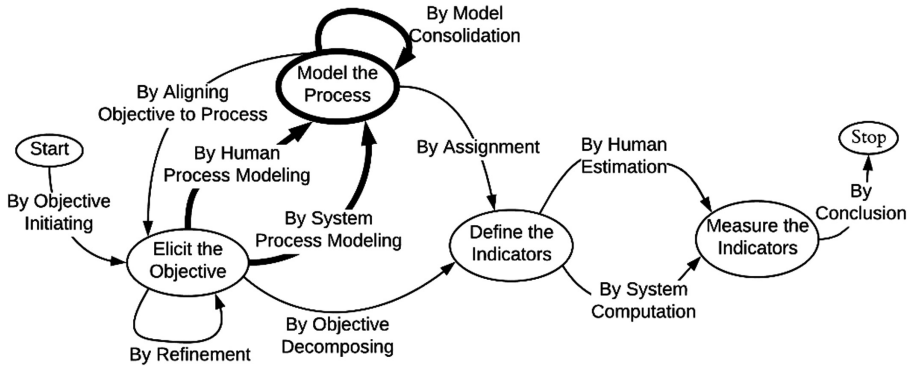 By Model
Consolidation
Model the
Process
By Aligning
Objective to Process
Start
By Human
Process Modeling
By Assignment
By Human
Estimation
Stop
By Objective
Initiating
By System
Process Modeling
By
Conclusion
Elicit the
Objective
Define the
Indicators
Measure the
Indicators
By System
Computation
By Objective
Decomposing
By Refinement